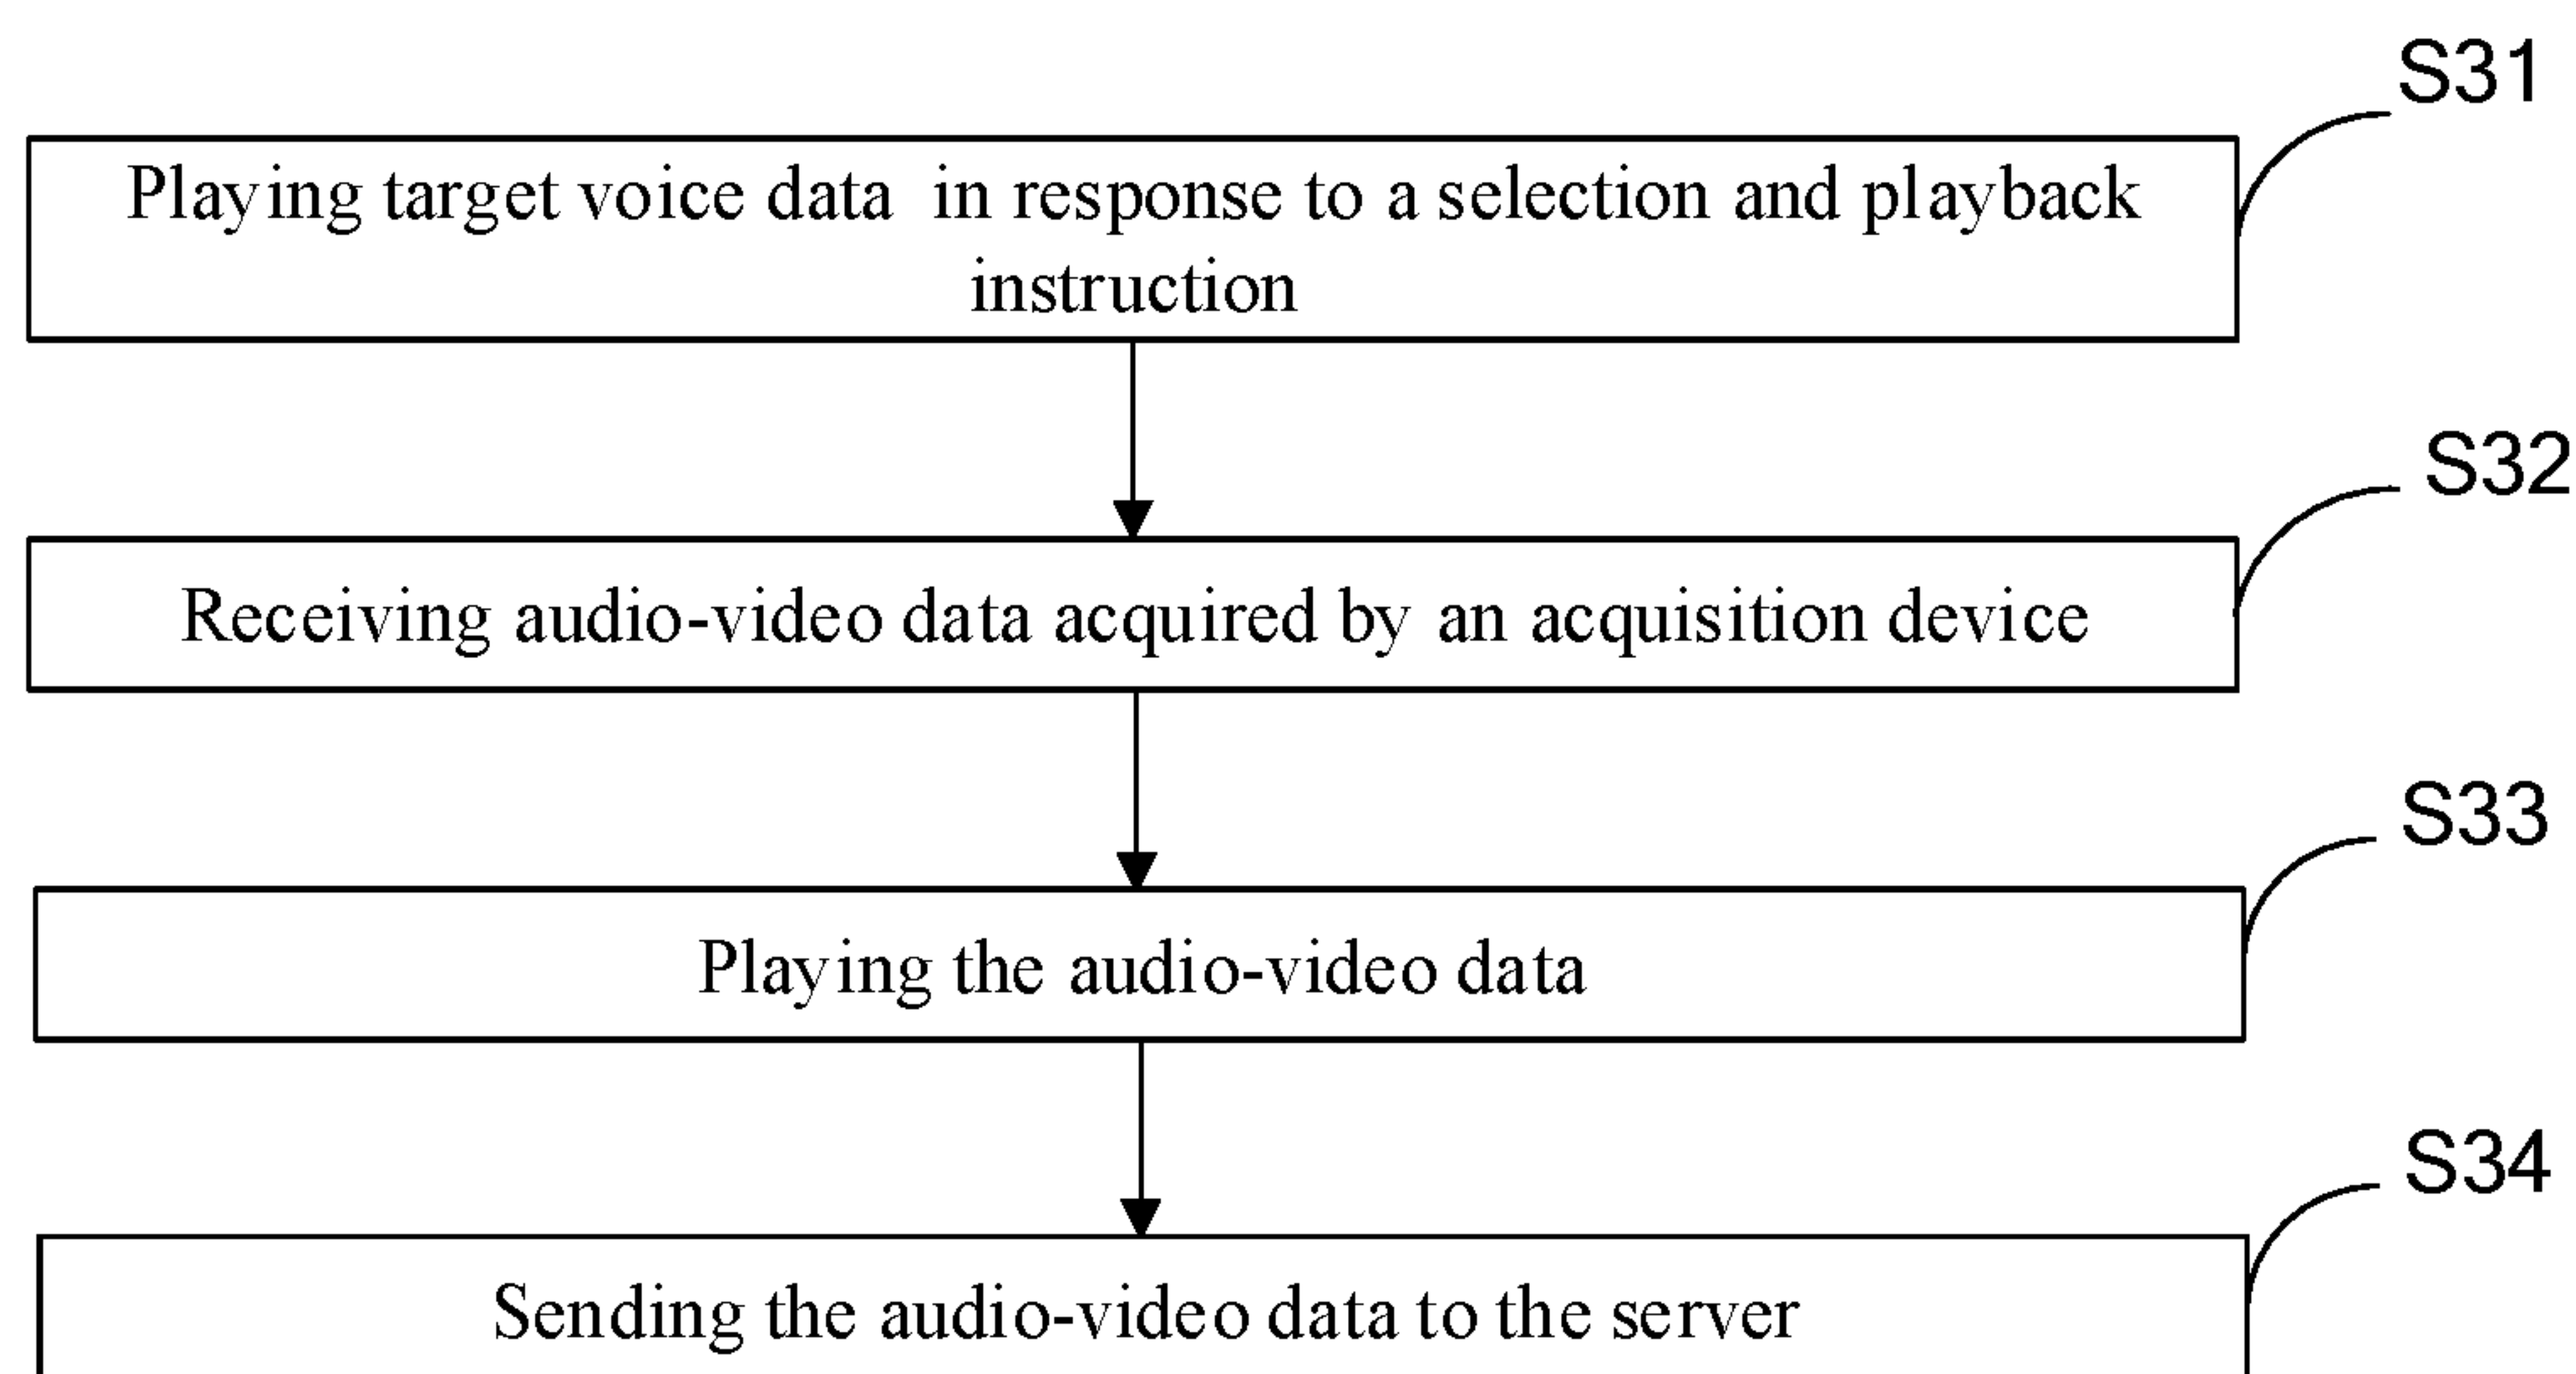 S31
Playing target voice data in response to a selection and playback
instruction
S32
Receiving audio-video data acquired by an acquisition device
S33
Playing the audio-video data
S34
Sending the audio-video data to the server